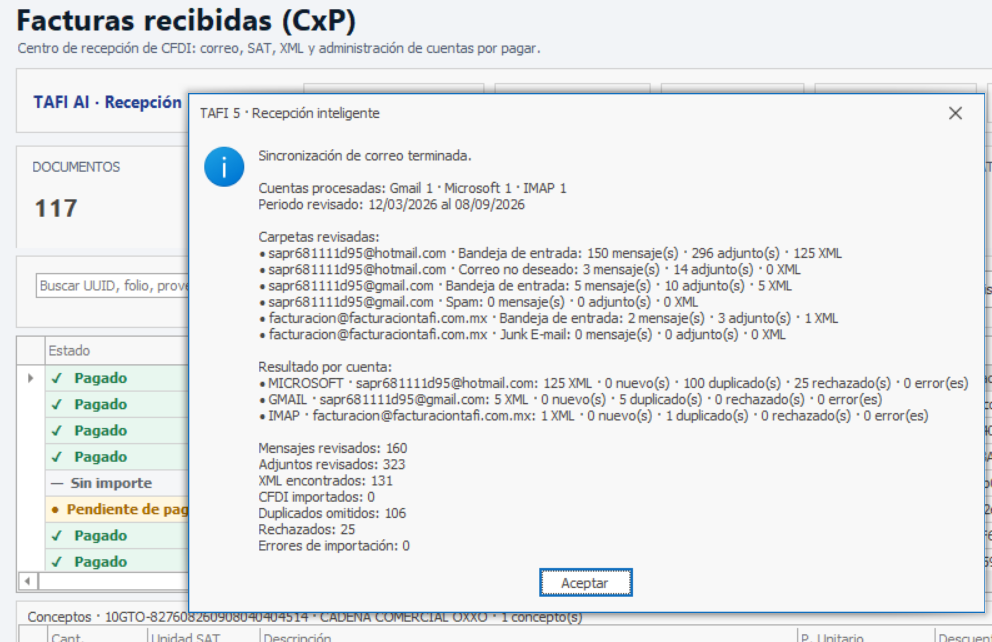 Facturas recibidas (CxP)
Centro de recepción de CFDI: correo, SAT, XML y administración de cuentas por pagar.
TAFI AI · Recepción
TAFI 5 · Recepción inteligente
DOCUMENTOS
117
Buscar UUID, folio,
Estado
✓ Pagado
✓ Pagado
✓ Pagado
✓ Pagado
— Sin importe
● Pendiente de
✓ Pagado
✓ Pagado
Sincronización de correo terminada.
Cuentas procesadas: Gmail 1 · Microsoft 1 · IMAP 1
Periodo revisado: 12/03/2026 al 08/09/2026
Carpetas revisadas:
• sapr681111d95@hotmail.com · Bandeja de entrada: 150 mensaje(s) · 296 adjunto(s) · 125 XML
• sapr681111d95@hotmail.com · Correo no deseado: 3 mensaje(s) · 14 adjunto(s) · 0 XML
• sapr681111d95@gmail.com · Bandeja de entrada: 5 mensaje(s) · 10 adjunto(s) · 5 XML
• sapr681111d95@gmail.com · Spam: 0 mensaje(s) · 0 adjunto(s) · 0 XML
• facturacion@facturaciontafi.com.mx · Bandeja de entrada: 2 mensaje(s) · 3 adjunto(s) · 1 XML
• facturacion@facturaciontafi.com.mx · Junk E-mail: 0 mensaje(s) · 0 adjunto(s) · 0 XML
Resultado por cuenta:
• MICROSOFT · sapr681111d95@hotmail.com: 125 XML · 0 nuevo(s) · 100 duplicado(s) · 25 rechazado(s) · 0 error(es)
• GMAIL · sapr681111d95@gmail.com: 5 XML · 0 nuevo(s) · 5 duplicado(s) · 0 rechazado(s) · 0 error(es)
• IMAP · facturacion@facturaciontafi.com.mx: 1 XML · 0 nuevo(s) · 1 duplicado(s) · 0 rechazado(s) · 0 error(es)
Mensajes revisados: 160
Adjuntos revisados: 323
XML encontrados: 131
CFDI importados: 0
Duplicados omitidos: 106
Rechazados: 25
Errores de importación: 0
Aceptar
Conceptos · 10GTO-827608260908040404514 · CADENA COMERCIAL OXXO · 1 concepto(s)
Cant. Unidad SAT Descripción P. Unitario